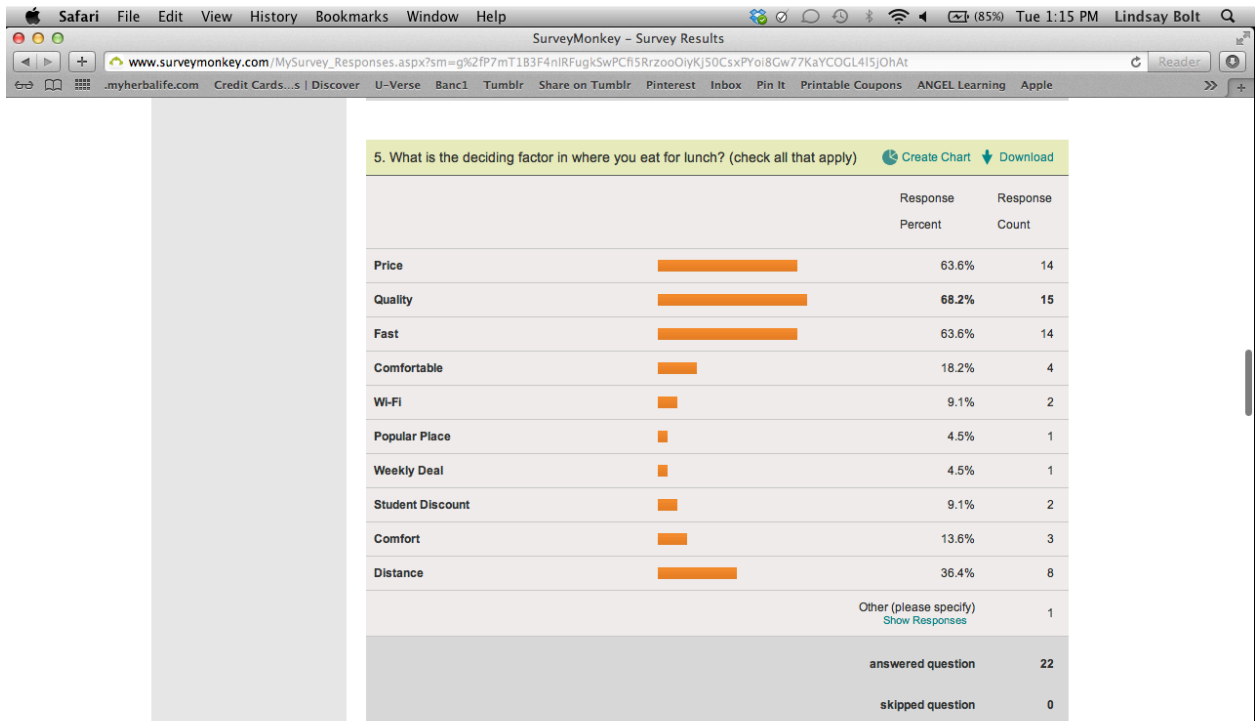 Safari File Edit View History Bookmarks Window Help (85%) Tue 1:15 PM Lindsay Bolt
SurveyMonkey – Survey Results
www.surveymonkey.com/MySurvey_Responses.aspx?sm=g%2fP7mT1B3F4nIRFugkSwPCfi5RrzooOiyKj50CsxPYoi8Gw77KaYCOGL4I5jOhAt Reader
.myherbalife.com Credit Cards...s | Discover U-Verse Banc1 Tumblr Share on Tumblr Pinterest Inbox Pin It Printable Coupons ANGEL Learning Apple
5. What is the deciding factor in where you eat for lunch? (check all that apply) Create Chart Download
Response Response
Percent Count
Price 63.6% 14
Quality 68.2% 15
Fast 63.6% 14
Comfortable 18.2% 4
Wi-Fi 9.1% 2
Popular Place 4.5% 1
Weekly Deal 4.5% 1
Student Discount 9.1% 2
Comfort 13.6% 3
Distance 36.4% 8
Other (please specify) 1
Show Responses
answered question 22
skipped question 0